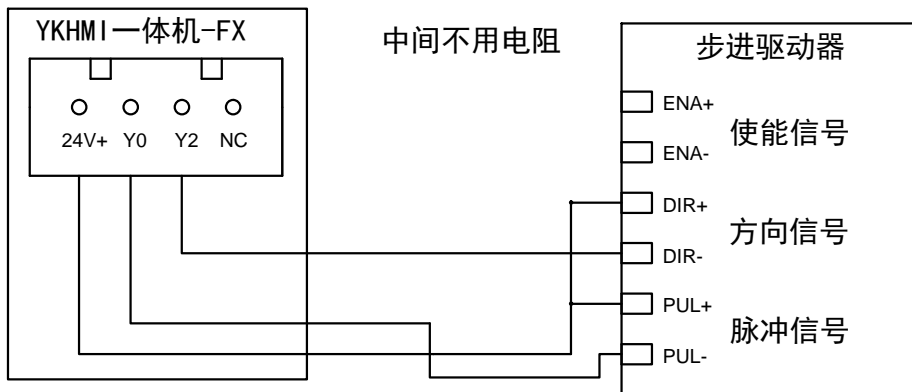 YKHMI一体机-FX
中间不用电阻
步进驱动器
24V+ Y0 Y2 NC
ENA+
使能信号
ENA-
DIR+
方向信号
DIR-
PUL+
脉冲信号
PUL-